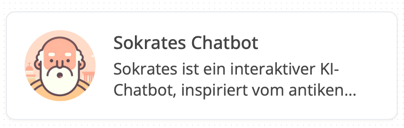 Sokrates Chatbot
Sokrates ist ein interaktiver KI-
Chatbot, inspiriert vom antiken...